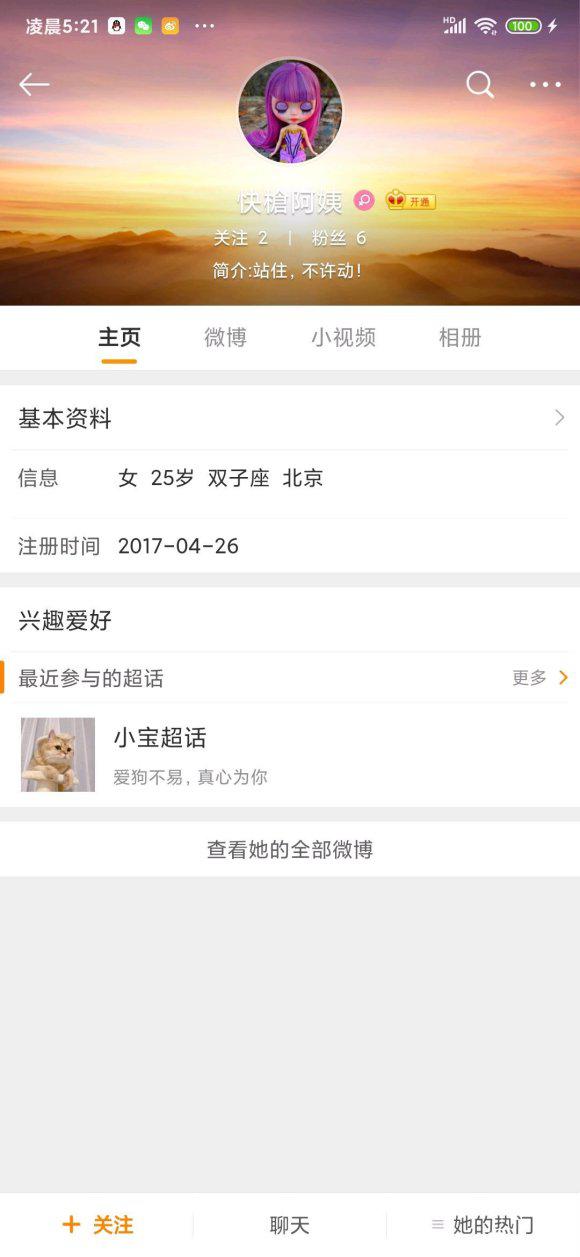 凌晨5:21 ··· HD 100
快槍阿姨 开通
关注 2 | 粉丝 6
简介:站住，不许动！
主页 微博 小视频 相册
基本资料
信息 女 25岁 双子座 北京
注册时间 2017-04-26
兴趣爱好
最近参与的超话 更多
小宝超话
爱狗不易，真心为你
查看她的全部微博
+ 关注 聊天 ≡ 她的热门